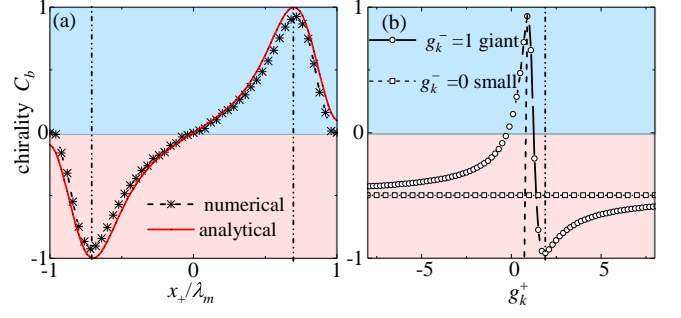 (a)
1
0
-1
chirality C_b
numerical
analytical
-1
0
1
x_+/λ_m
(b)
1
0
-1
g_k^- =1 giant
g_k^- =0 small
-5
0
5
g_k^+